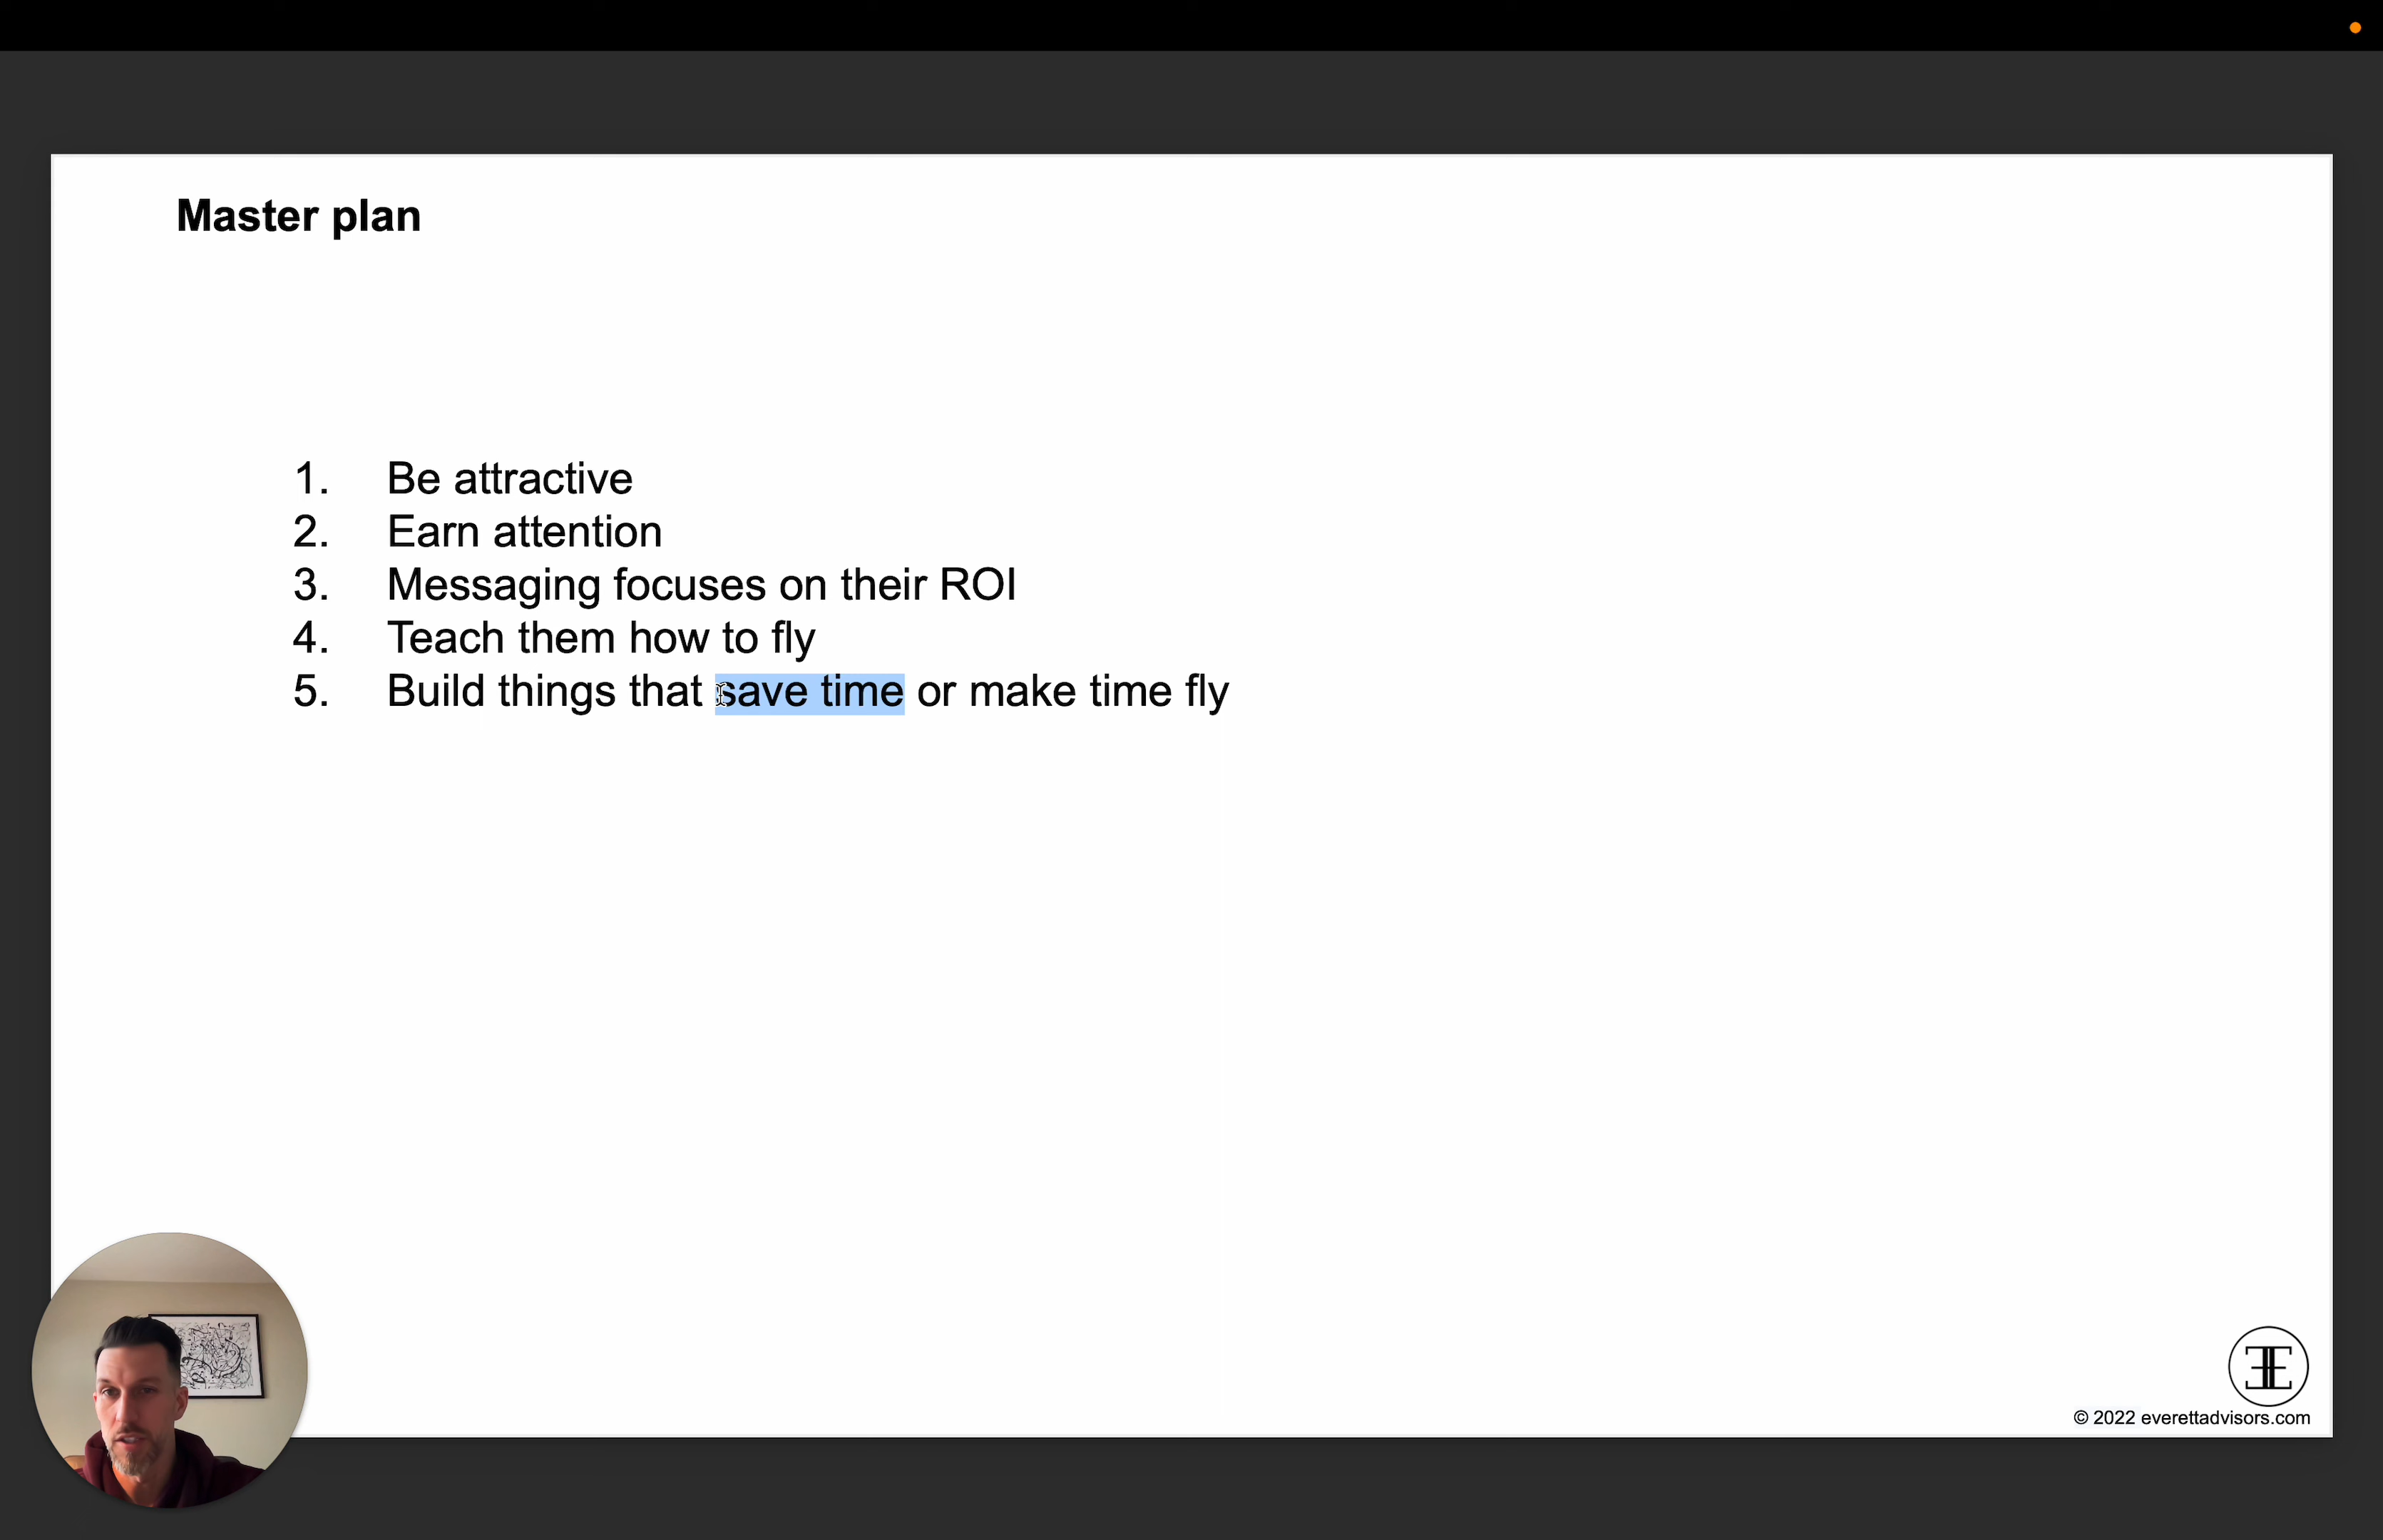 Master plan
1. Be attractive
2. Earn attention
3. Messaging focuses on their ROI
4. Teach them how to fly
5. Build things that save time or make time fly
© 2022 everettadvisors.com